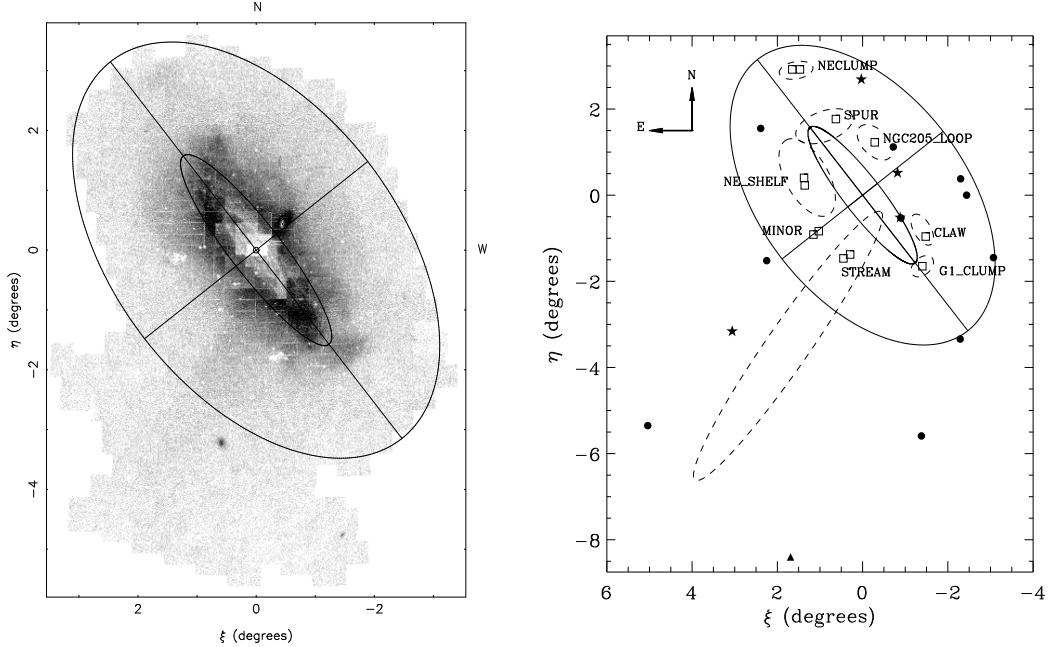 N
W
2
0
−2
−4
η (degrees)
2
0
−2
ξ (degrees)
N
E
NECLUMP
SPUR
NGC205_LOOP
NE_SHELF
MINOR
CLAW
STREAM
G1_CLUMP
2
0
−2
−4
−6
−8
η (degrees)
6
4
2
0
−2
−4
ξ (degrees)